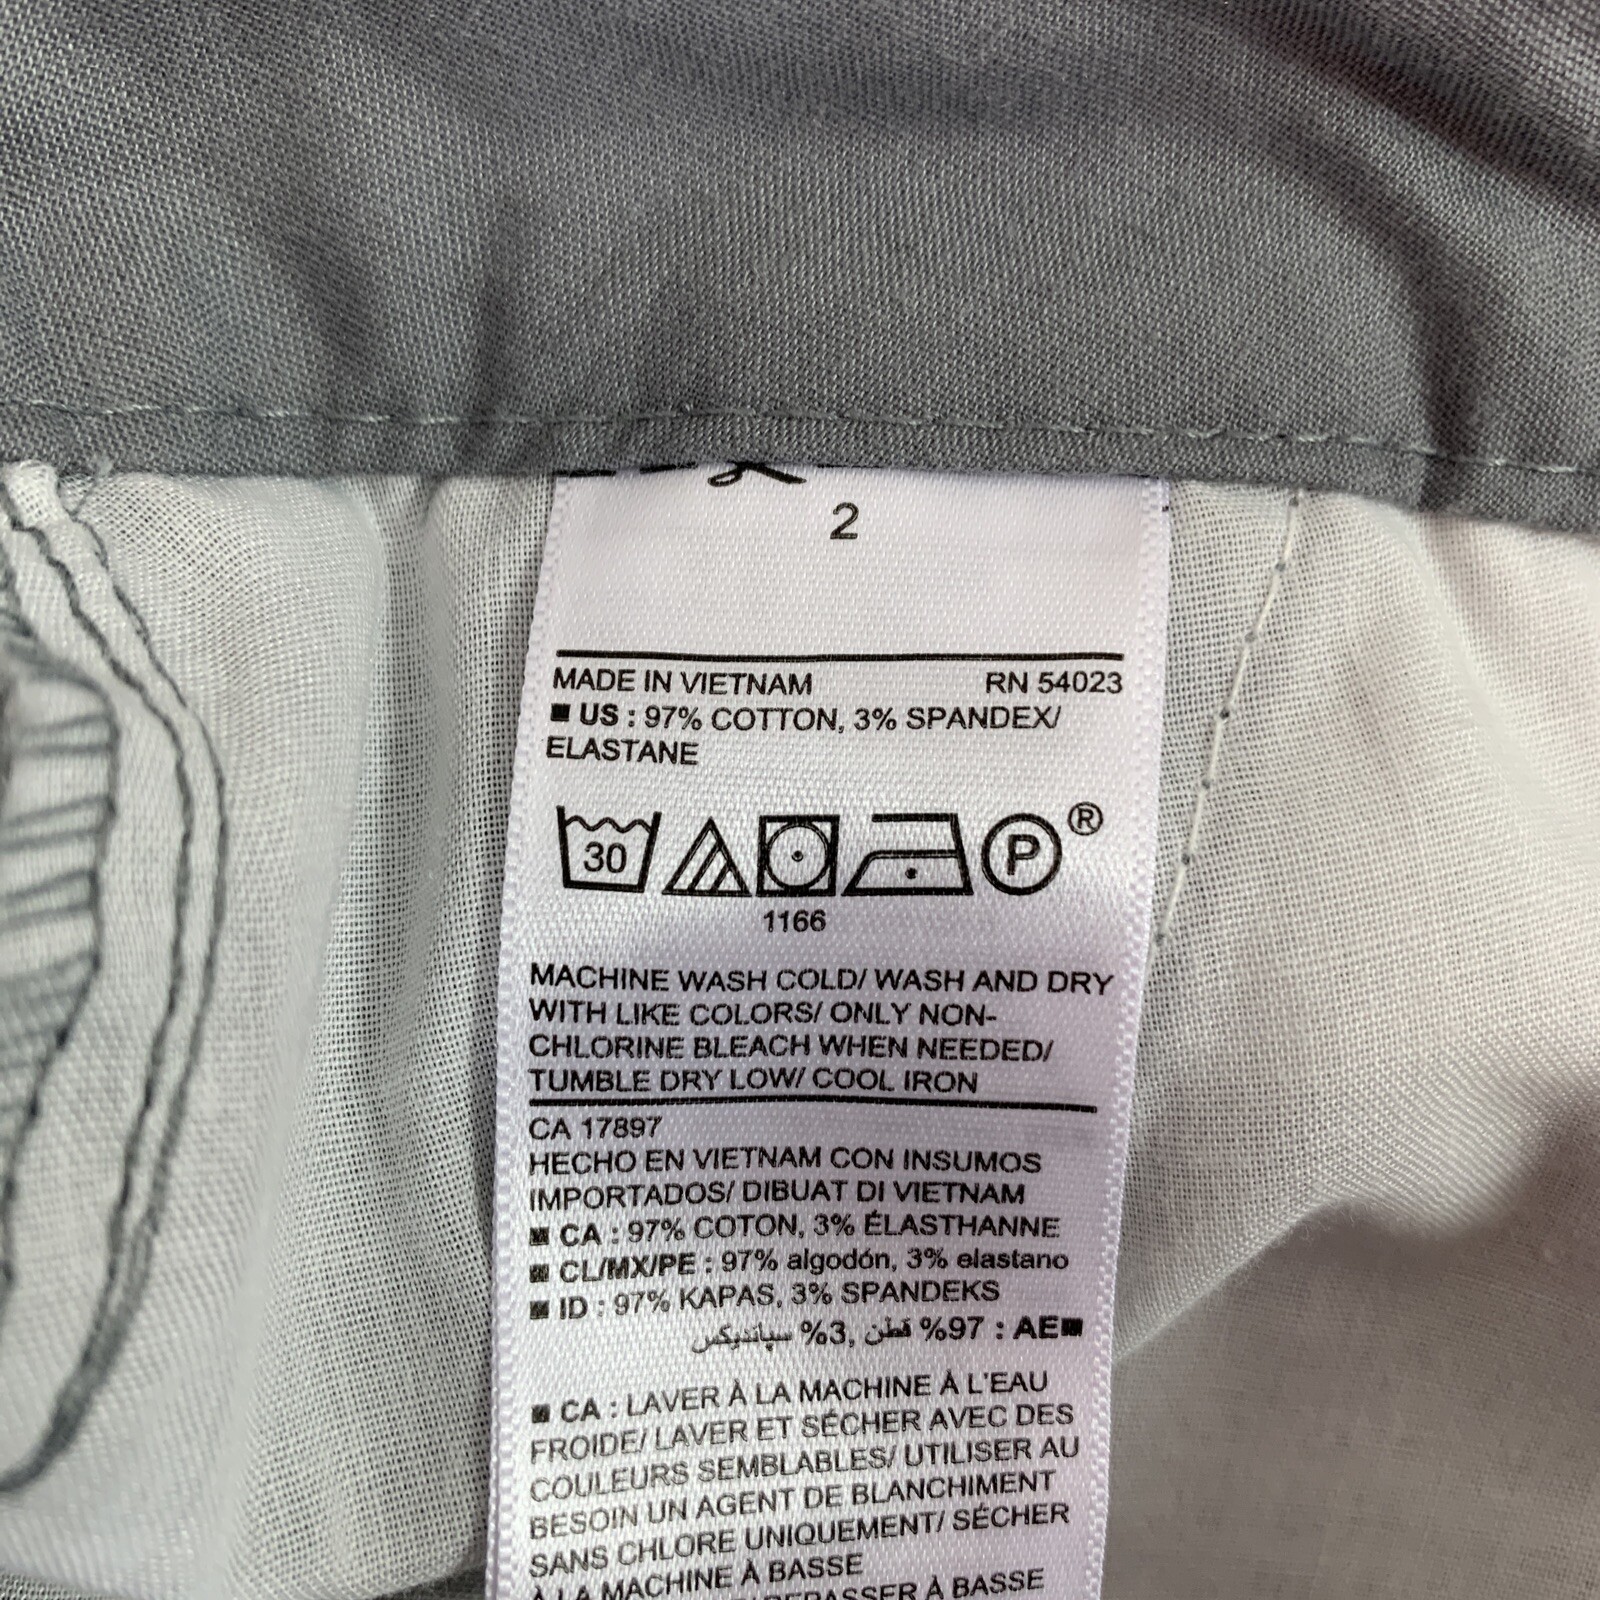 2
MADE IN VIETNAM RN 54023
■ US : 97% COTTON, 3% SPANDEX/
ELASTANE
30 P ®
1166
MACHINE WASH COLD/ WASH AND DRY
WITH LIKE COLORS/ ONLY NON-
CHLORINE BLEACH WHEN NEEDED/
TUMBLE DRY LOW/ COOL IRON
CA 17897
HECHO EN VIETNAM CON INSUMOS
IMPORTADOS/ DIBUAT DI VIETNAM
■ CA : 97% COTON, 3% ÉLASTHANNE
■ CL/MX/PE : 97% algodón, 3% elastano
■ ID : 97% KAPAS, 3% SPANDEKS
■AE : %97 قطن, %3 سپانديكس
■ CA : LAVER À LA MACHINE À L'EAU
FROIDE/ LAVER ET SÉCHER AVEC DES
COULEURS SEMBLABLES/ UTILISER AU
BESOIN UN AGENT DE BLANCHIMENT
SANS CHLORE UNIQUEMENT/ SÉCHER
À LA MACHINE À BASSE
REPASSER À BASSE